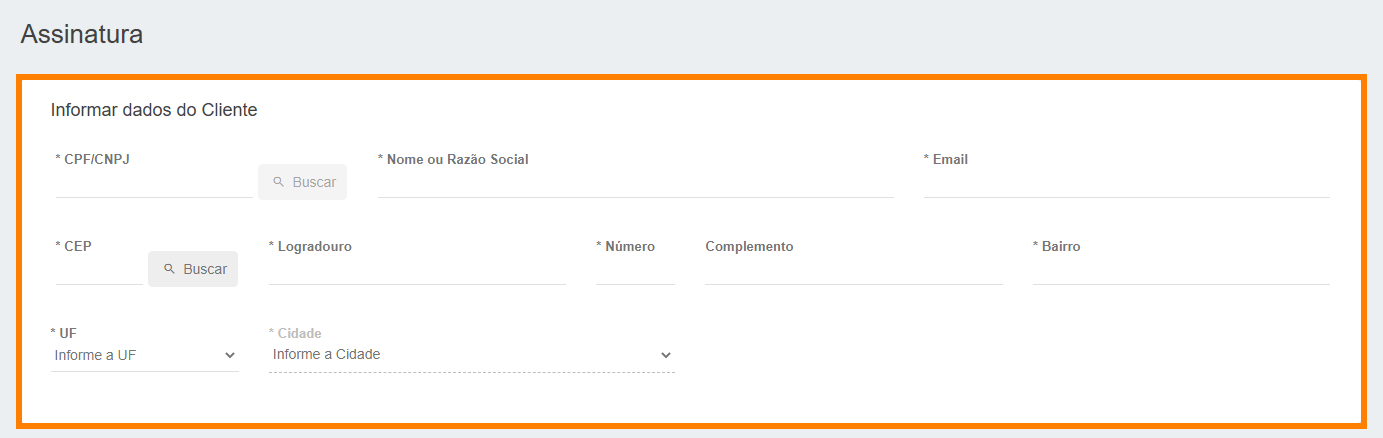 Assinatura
Informar dados do Cliente
* CPF/CNPJ
Buscar
* Nome ou Razão Social
* Email
* CEP
Buscar
* Logradouro
* Número
Complemento
* Bairro
* UF
Informe a UF
* Cidade
Informe a Cidade